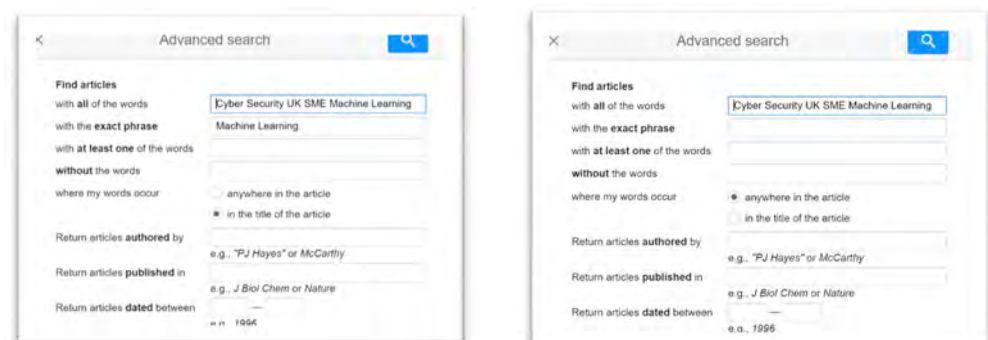 Advanced search
Find articles
with all of the words Cyber Security UK SME Machine Learning
with the exact phrase Machine Learning
with at least one of the words
without the words
where my words occur anywhere in the article
in the title of the article
Return articles authored by
e.g., "PJ Hayes" or McCarthy
Return articles published in
e.g., J Biol Chem or Nature
Return articles dated between —
e.g., 1996
Advanced search
Find articles
with all of the words Cyber Security UK SME Machine Learning
with the exact phrase
with at least one of the words
without the words
where my words occur anywhere in the article
in the title of the article
Return articles authored by
e.g., "PJ Hayes" or McCarthy
Return articles published in
e.g., J Biol Chem or Nature
Return articles dated between —
e.g., 1996